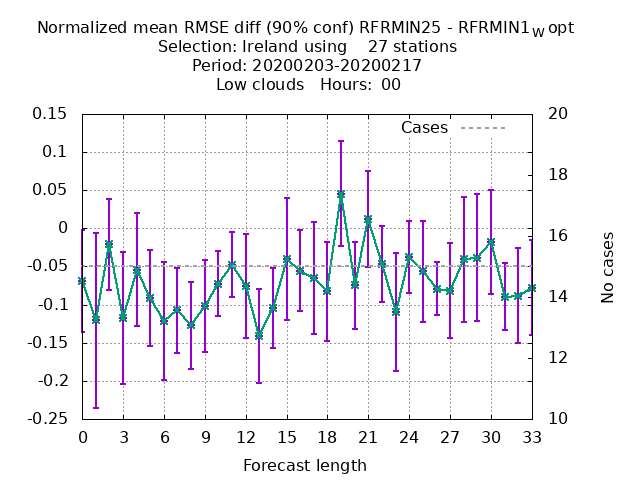 Normalized mean RMSE diff (90% conf) RFRMIN25 - RFRMIN1w opt
Selection: Ireland using 27 stations
Period: 20200203-20200217
Low clouds Hours: 00
0.15 20
Cases
0.1
18
0.05
0 16
-0.05
No cases
-0.1 14
-0.15
12
-0.2
-0.25 10
0 3 6 9 12 15 18 21 24 27 30 33
Forecast length